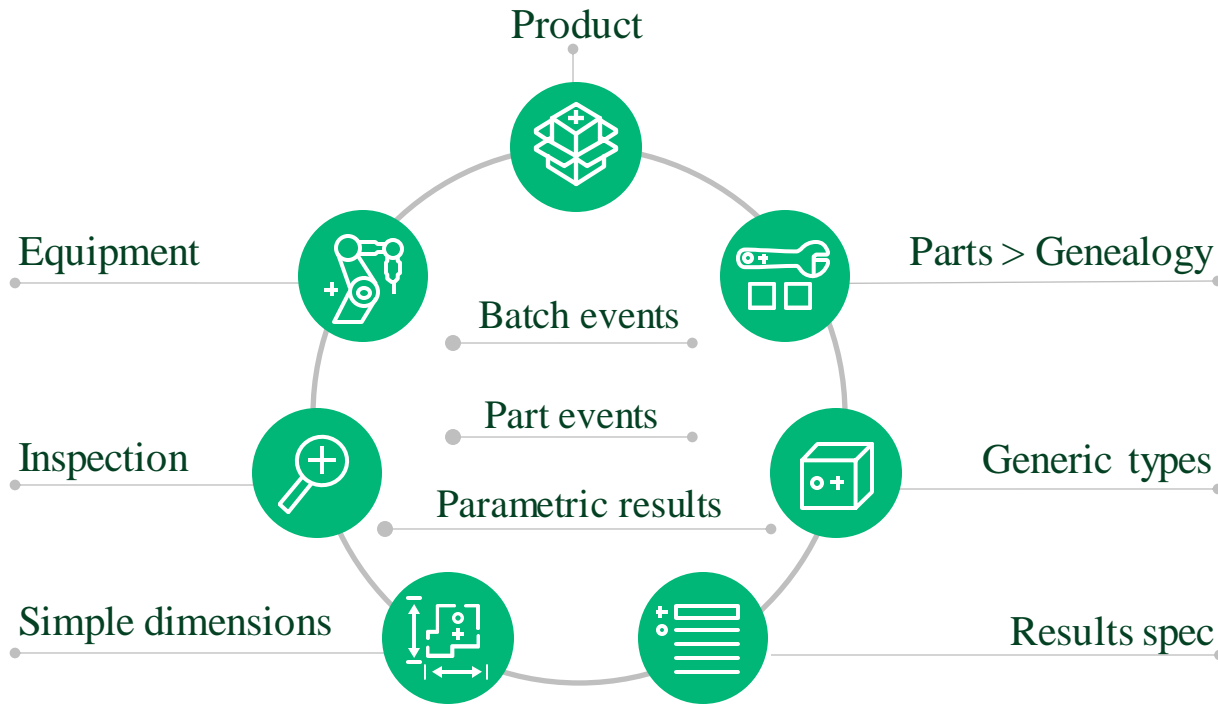 Product
Equipment
Parts > Genealogy
Batch events
Part events
Inspection
Generic types
Parametric results
Simple dimensions
Results spec